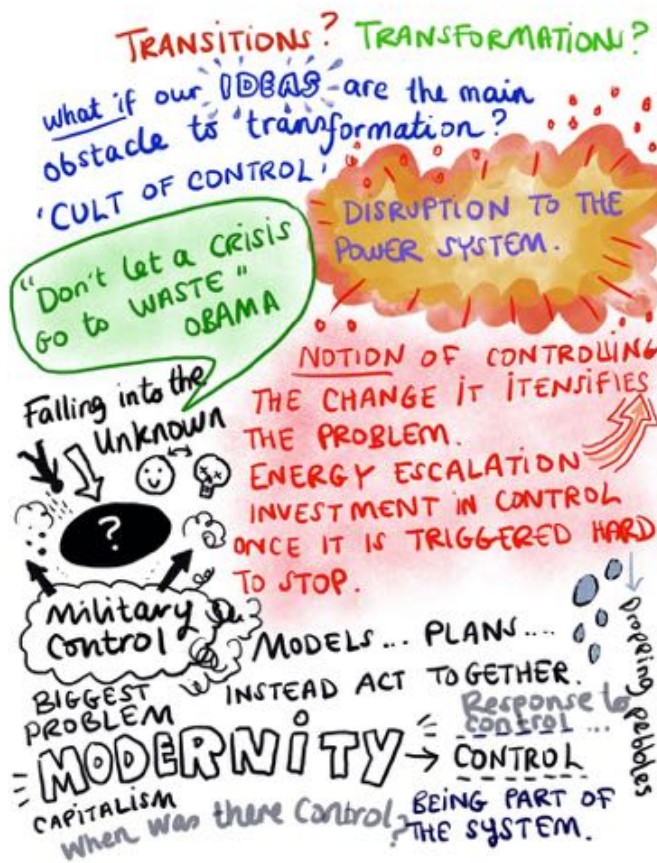 TRANSITIONS? TRANSFORMATION?
What if our IDEAS are the main
obstacle to 'transformation?
'CULT OF CONTROL'
DISRUPTION TO THE
POWER SYSTEM.
"Don't let a CRISIS
Go to WASTE"
OBAMA
NOTION OF CONTROLLING
THE CHANGE IT ITENSIFIES
THE PROBLEM.
ENERGY ESCALATION
INVESTMENT IN CONTROL
ONCE IT IS TRIGGERED HARD
TO STOP.
Falling into the
Unknown
?
Military
Control
Dropping pebbles
MODELS... PLANS....
INSTEAD ACT TOGETHER.
BIGGEST
PROBLEM
MODERNITY
CAPITALISM
Response to
control ...
CONTROL
When was there Control?
BEING PART OF
THE SYSTEM.